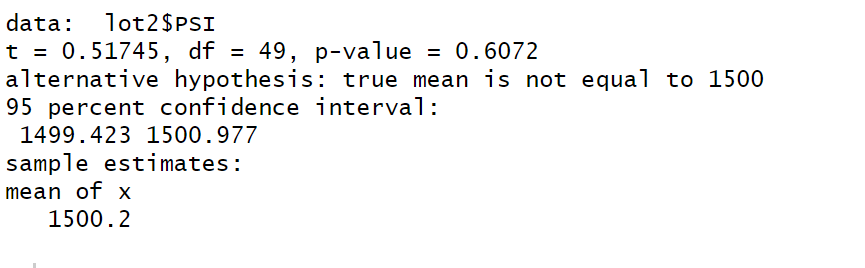 data:  lot2$PSI
t = 0.51745, df = 49, p-value = 0.6072
alternative hypothesis: true mean is not equal to 1500
95 percent confidence interval:
 1499.423 1500.977
sample estimates:
mean of x
   1500.2